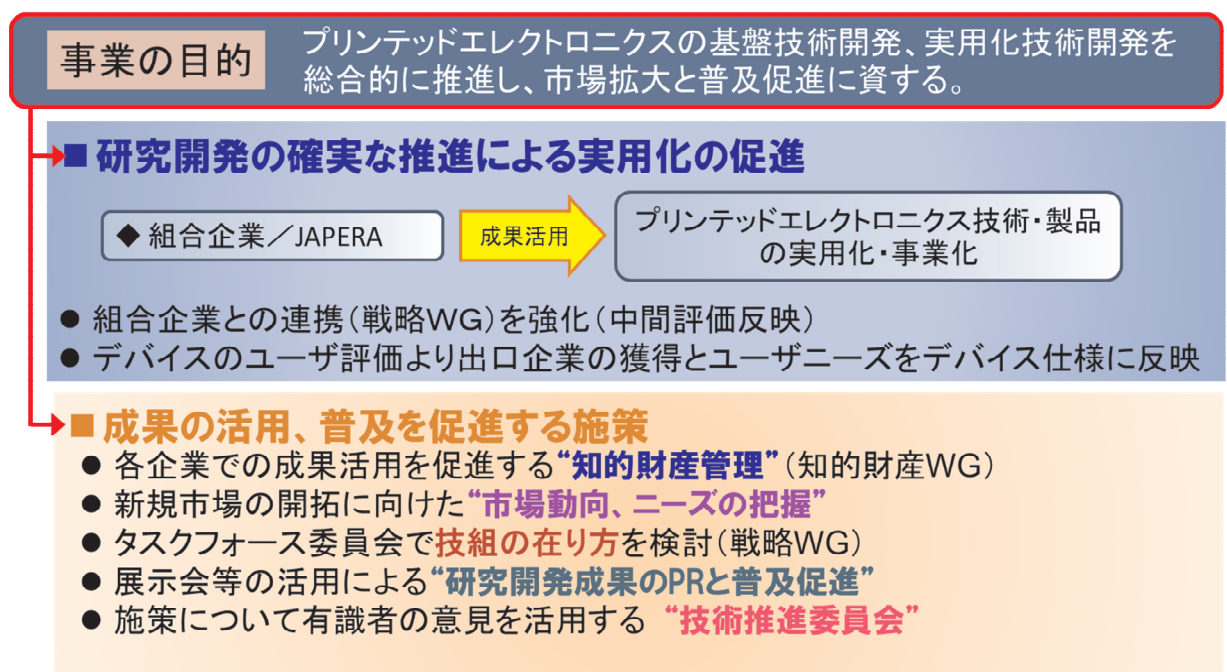 事業の目的
プリンテッドエレクトロニクスの基盤技術開発、実用化技術開発を
総合的に推進し、市場拡大と普及促進に資する。
■ 研究開発の確実な推進による実用化の促進
◆ 組合企業／JAPERA
成果活用
プリンテッドエレクトロニクス技術・製品
の実用化・事業化
● 組合企業との連携（戦略WG）を強化（中間評価反映）
● デバイスのユーザ評価より出口企業の獲得とユーザニーズをデバイス仕様に反映
■ 成果の活用、普及を促進する施策
● 各企業での成果活用を促進する“知的財産管理”（知的財産WG）
● 新規市場の開拓に向けた“市場動向、ニーズの把握”
● タスクフォース委員会で技組の在り方を検討（戦略WG）
● 展示会等の活用による“研究開発成果のPRと普及促進”
● 施策について有識者の意見を活用する “技術推進委員会”